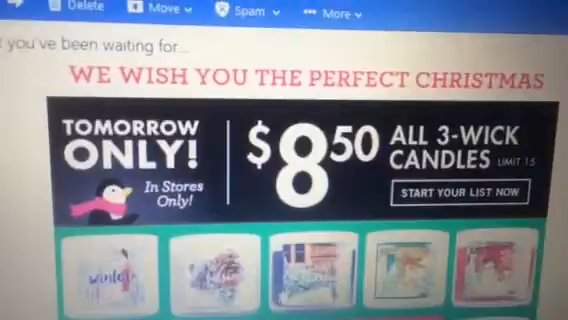 Delete Move Spam More
you've been waiting for...
WE WISH YOU THE PERFECT CHRISTMAS
TOMORROW
ONLY!
In Stores
Only!
$8.50
ALL 3-WICK
CANDLES LIMIT 15
START YOUR LIST NOW
winter